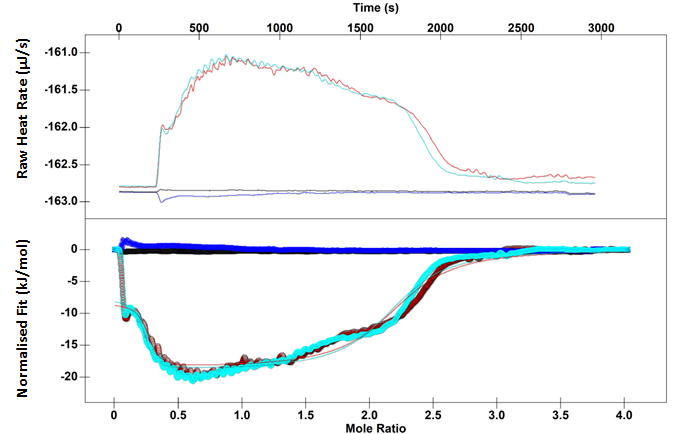 Time (s)
0 500 1000 1500 2000 2500 3000
Raw Heat Rate (µJ/s)
-161.0
-161.5
-162.0
-162.5
-163.0
Normalised Fit (kJ/mol)
0
-5
-10
-15
-20
0 0.5 1.0 1.5 2.0 2.5 3.0 3.5 4.0
Mole Ratio